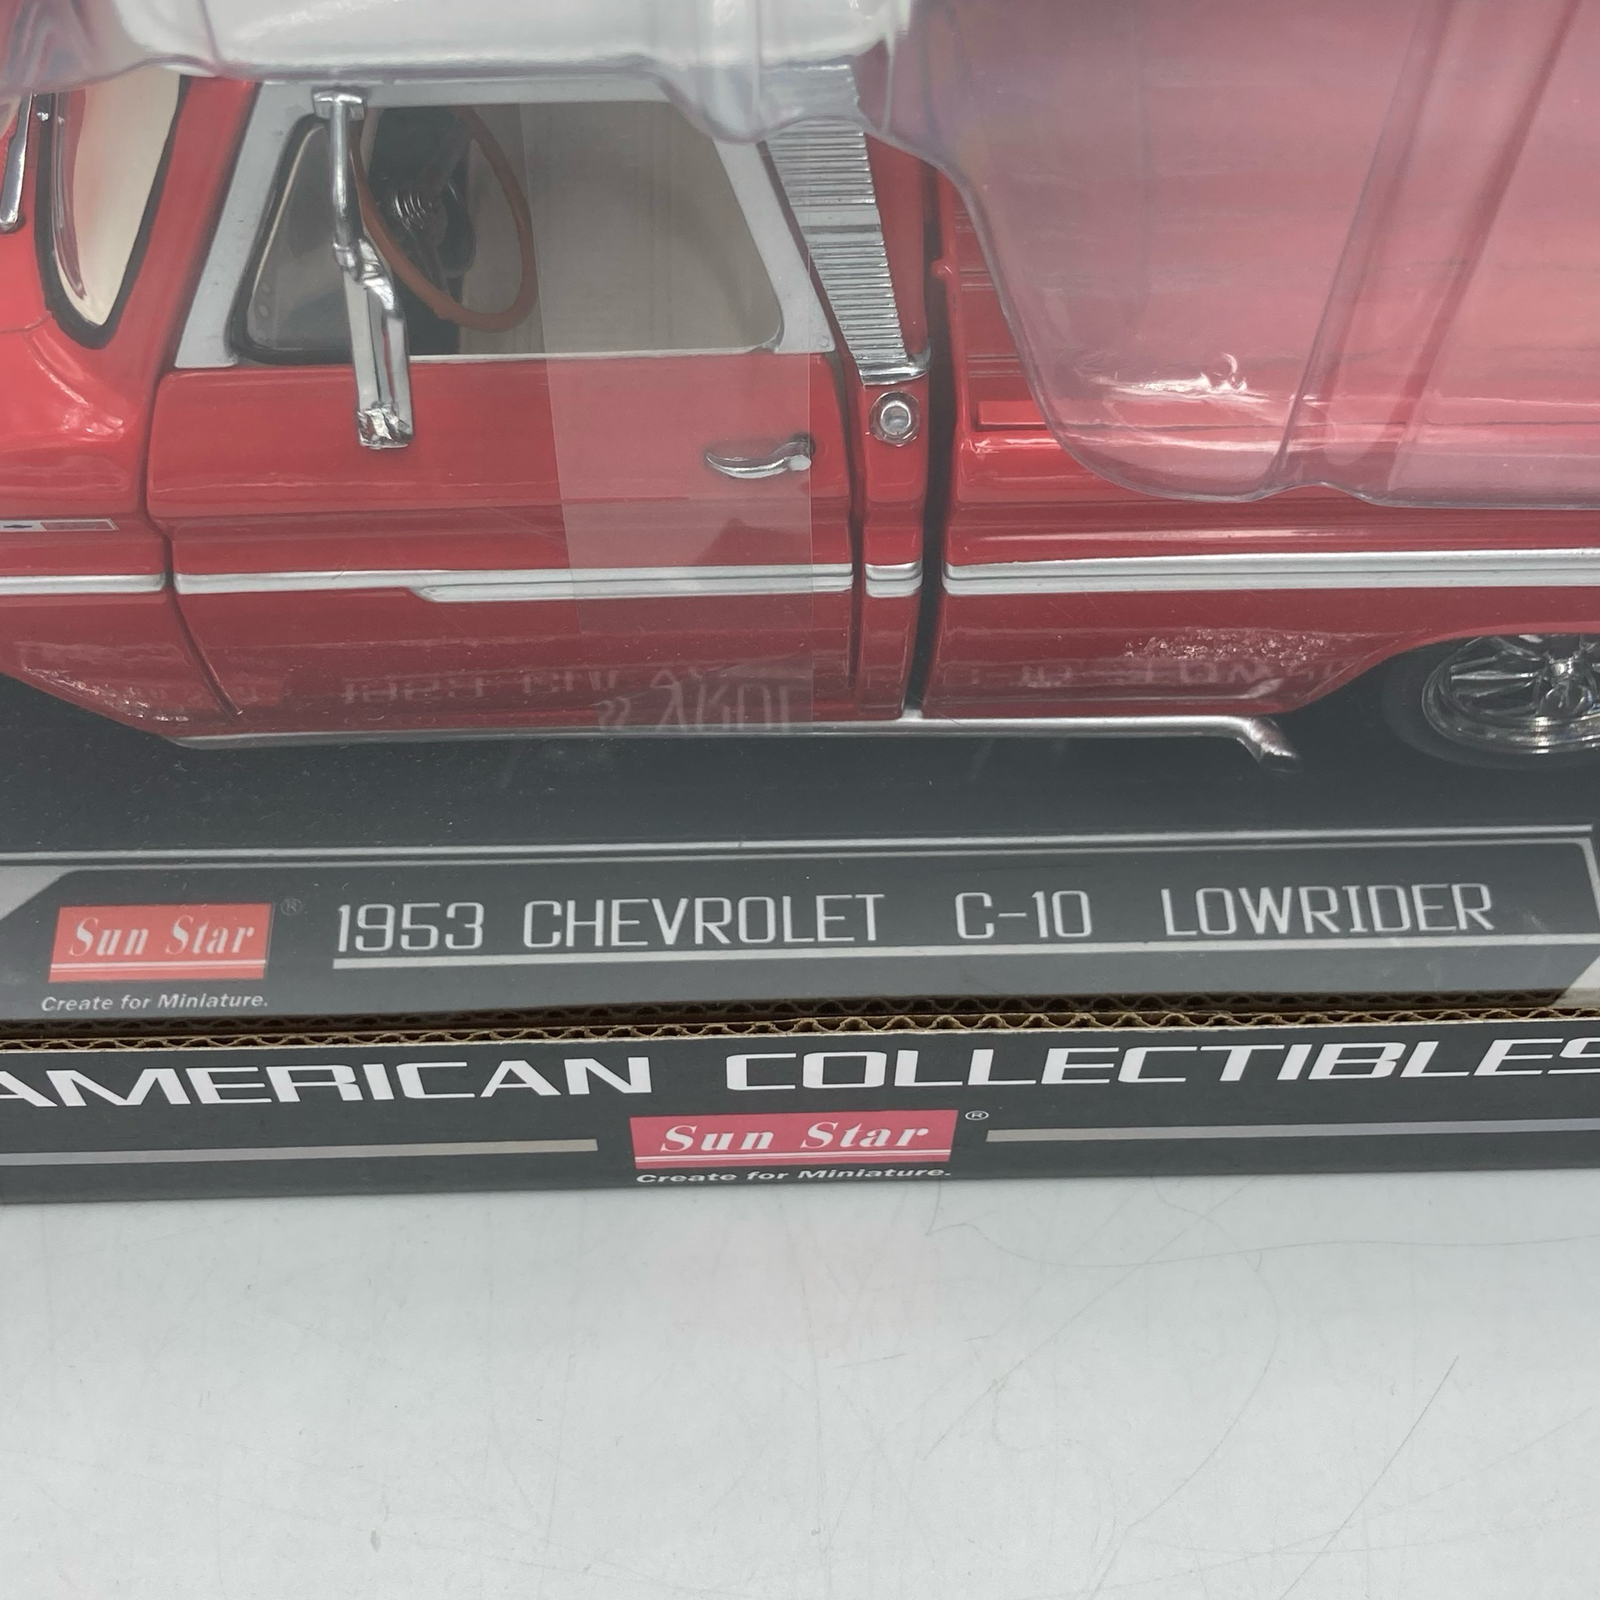 Sun Star ®
Create for Miniature.
1953 CHEVROLET C-10 LOWRIDER
AMERICAN COLLECTIBLES
Sun Star ®
Create for Miniature.